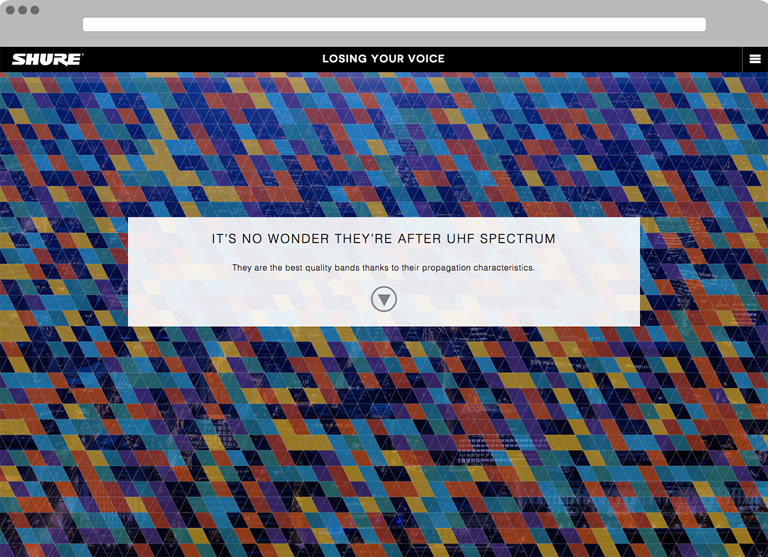 SHURE
LOSING YOUR VOICE
IT'S NO WONDER THEY'RE AFTER UHF SPECTRUM
They are the best quality bands thanks to their propagation characteristics.